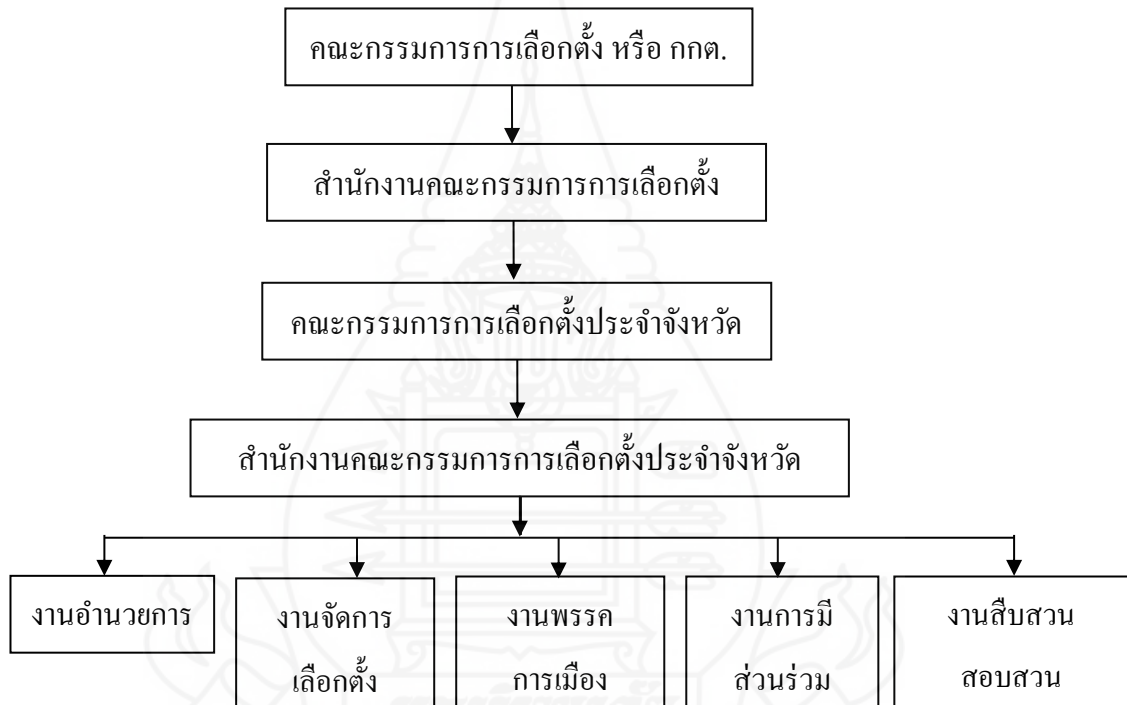 คณะกรรมการการเลือกตั้ง หรือ กกต.
สำนักงานคณะกรรมการการเลือกตั้ง
คณะกรรมการการเลือกตั้งประจำจังหวัด
สำนักงานคณะกรรมการการเลือกตั้งประจำจังหวัด
งานอำนวยการ
งานจัดการ
เลือกตั้ง
งานพรรค
การเมือง
งานการมี
ส่วนร่วม
งานสืบสวน
สอบสวน